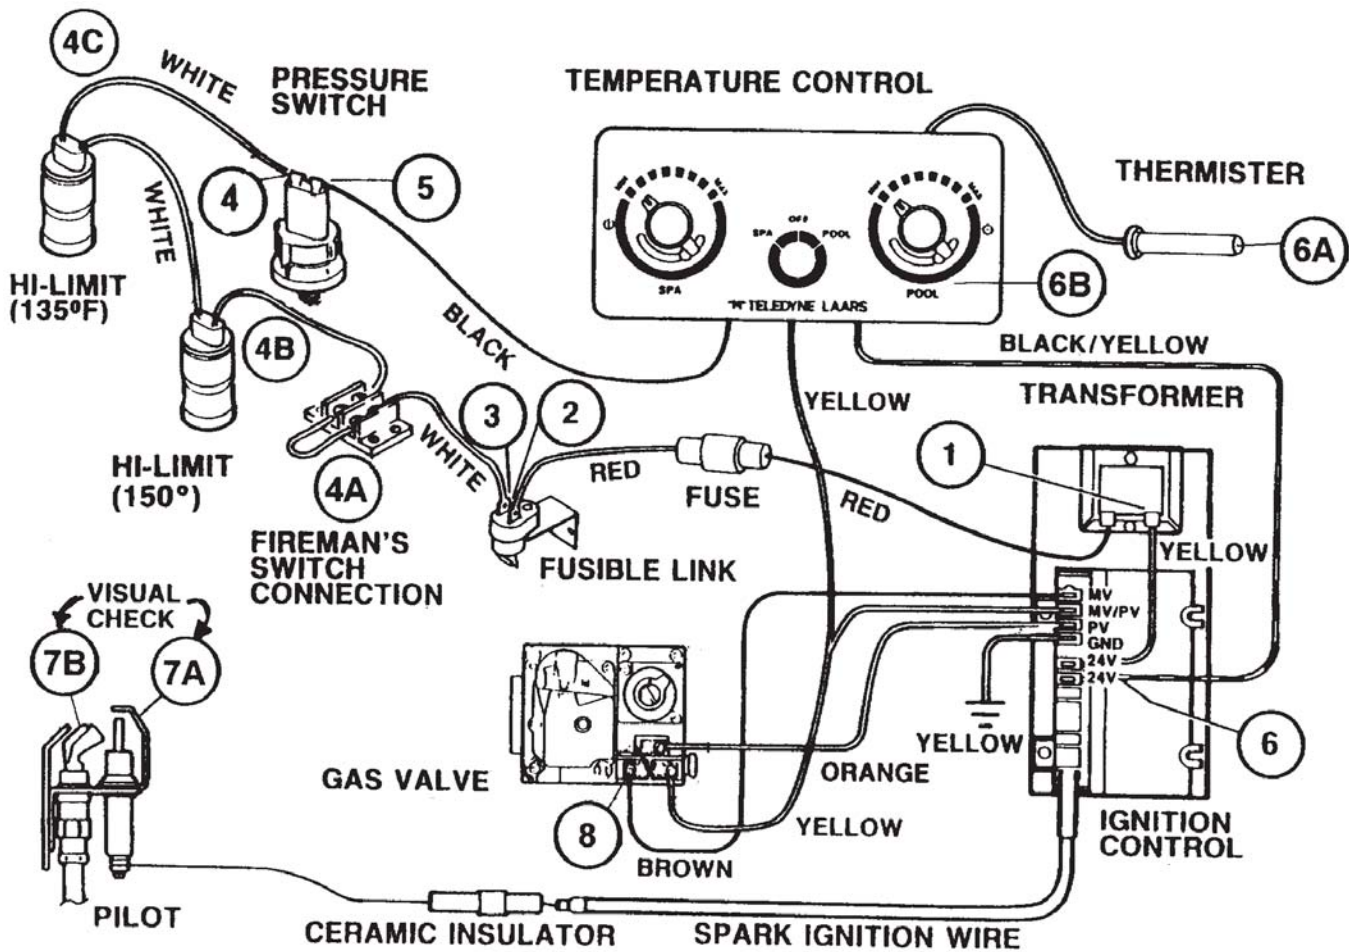 4C
WHITE
PRESSURE
SWITCH
TEMPERATURE CONTROL
4
5
THERMISTER
6A
WHITE
HI-LIMIT
(135ºF)
SPA
OFF
POOL
SPA
POOL
6B
TELEDYNE LAARS
4B
BLACK
BLACK/YELLOW
TRANSFORMER
YELLOW
3
2
1
WHITE
RED
FUSE
RED
HI-LIMIT
(150º)
4A
FIREMAN'S
SWITCH
CONNECTION
FUSIBLE LINK
YELLOW
VISUAL
CHECK
7B
7A
MV
MV/PV
PV
GND
24V
24V
YELLOW
6
GAS VALVE
ORANGE
8
YELLOW
BROWN
IGNITION
CONTROL
PILOT
CERAMIC INSULATOR
SPARK IGNITION WIRE